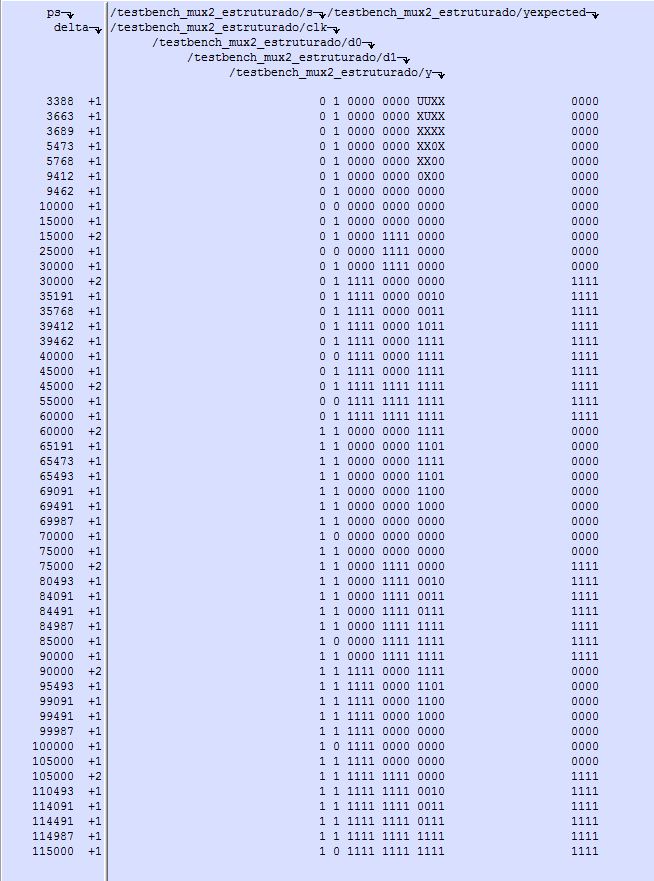 ps /testbench_mux2_estruturado/s /testbench_mux2_estruturado/yexpected
delta /testbench_mux2_estruturado/clk
/testbench_mux2_estruturado/d0
/testbench_mux2_estruturado/d1
/testbench_mux2_estruturado/y
3388 +1 0 1 0000 0000 UUXX 0000
3663 +1 0 1 0000 0000 XUXX 0000
3689 +1 0 1 0000 0000 XXXX 0000
5473 +1 0 1 0000 0000 XX0X 0000
5768 +1 0 1 0000 0000 XX00 0000
9412 +1 0 1 0000 0000 0X00 0000
9462 +1 0 1 0000 0000 0000 0000
10000 +1 0 0 0000 0000 0000 0000
15000 +1 0 1 0000 0000 0000 0000
15000 +2 0 1 0000 1111 0000 0000
25000 +1 0 0 0000 1111 0000 0000
30000 +1 0 1 0000 1111 0000 0000
30000 +2 0 1 1111 0000 0000 1111
35191 +1 0 1 1111 0000 0010 1111
35768 +1 0 1 1111 0000 0011 1111
39412 +1 0 1 1111 0000 1011 1111
39462 +1 0 1 1111 0000 1111 1111
40000 +1 0 0 1111 0000 1111 1111
45000 +1 0 1 1111 0000 1111 1111
45000 +2 0 1 1111 1111 1111 1111
55000 +1 0 0 1111 1111 1111 1111
60000 +1 0 1 1111 1111 1111 1111
60000 +2 1 1 0000 0000 1111 0000
65191 +1 1 1 0000 0000 1101 0000
65473 +1 1 1 0000 0000 1111 0000
65493 +1 1 1 0000 0000 1101 0000
69091 +1 1 1 0000 0000 1100 0000
69491 +1 1 1 0000 0000 1000 0000
69987 +1 1 1 0000 0000 0000 0000
70000 +1 1 0 0000 0000 0000 0000
75000 +1 1 1 0000 0000 0000 0000
75000 +2 1 1 0000 1111 0000 1111
80493 +1 1 1 0000 1111 0010 1111
84091 +1 1 1 0000 1111 0011 1111
84491 +1 1 1 0000 1111 0111 1111
84987 +1 1 1 0000 1111 1111 1111
85000 +1 1 0 0000 1111 1111 1111
90000 +1 1 1 0000 1111 1111 1111
90000 +2 1 1 1111 0000 1111 0000
95493 +1 1 1 1111 0000 1101 0000
99091 +1 1 1 1111 0000 1100 0000
99491 +1 1 1 1111 0000 1000 0000
99987 +1 1 1 1111 0000 0000 0000
100000 +1 1 0 1111 0000 0000 0000
105000 +1 1 1 1111 0000 0000 0000
105000 +2 1 1 1111 1111 0000 1111
110493 +1 1 1 1111 1111 0010 1111
114091 +1 1 1 1111 1111 0011 1111
114491 +1 1 1 1111 1111 0111 1111
114987 +1 1 1 1111 1111 1111 1111
115000 +1 1 0 1111 1111 1111 1111